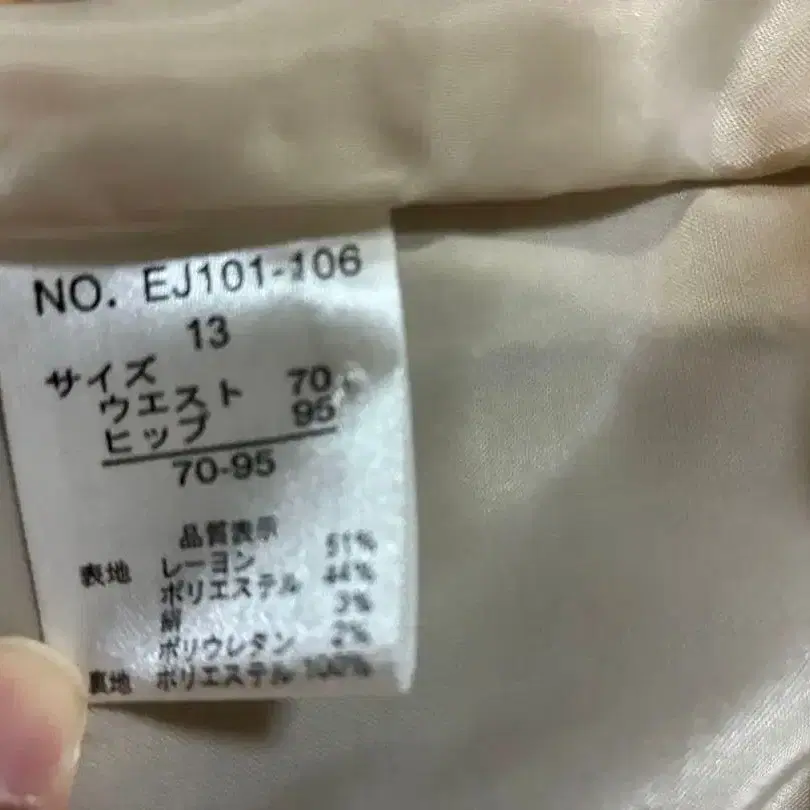 NO. EJ101-106
13
サイズ
ウエスト 70
ヒップ 95
70-95
品質表示
表地 レーヨン 51%
ポリエステル 44%
綿 3%
ポリウレタン 2%
裏地 ポリエステル 100%